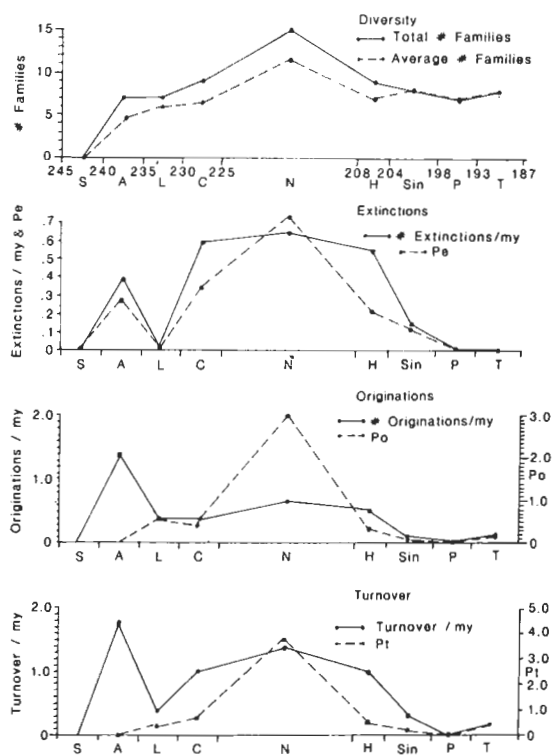 Diversity
Total # Families
Average # Families
# Families
15
10
5
0
245 240 235 230 225 208 204 198 193 187
S A L C N H Sin P T
Extinctions
# Extinctions/my
Pe
Extinctions / my & Pe
.7
.6
.5
.4
.3
.2
.1
0
S A L C N H Sin P T
Originations
# Originations/my
Po
Originations / my
2.0
1.0
0
3.0
2.0
1.0
0
Po
S A L C N H Sin P T
Turnover
Turnover / my
Pt
Turnover / my
2.0
1.0
0
5.0
4.0
3.0
2.0
1.0
0.0
Pt
S A L C N H Sin P T